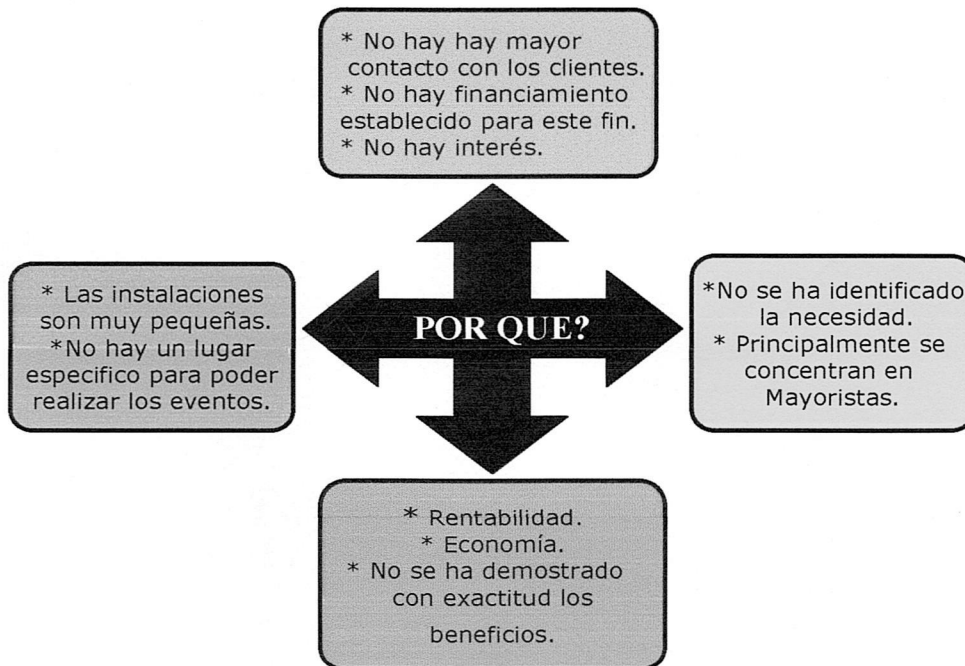 * No hay hay mayor
contacto con los clientes.
* No hay financiamiento
establecido para este fin.
* No hay interés.
* Las instalaciones
son muy pequeñas.
*No hay un lugar
especifico para poder
realizar los eventos.
POR QUE?
*No se ha identificado
la necesidad.
* Principalmente se
concentran en
Mayoristas.
* Rentabilidad.
* Economía.
* No se ha demostrado
con exactitud los
beneficios.